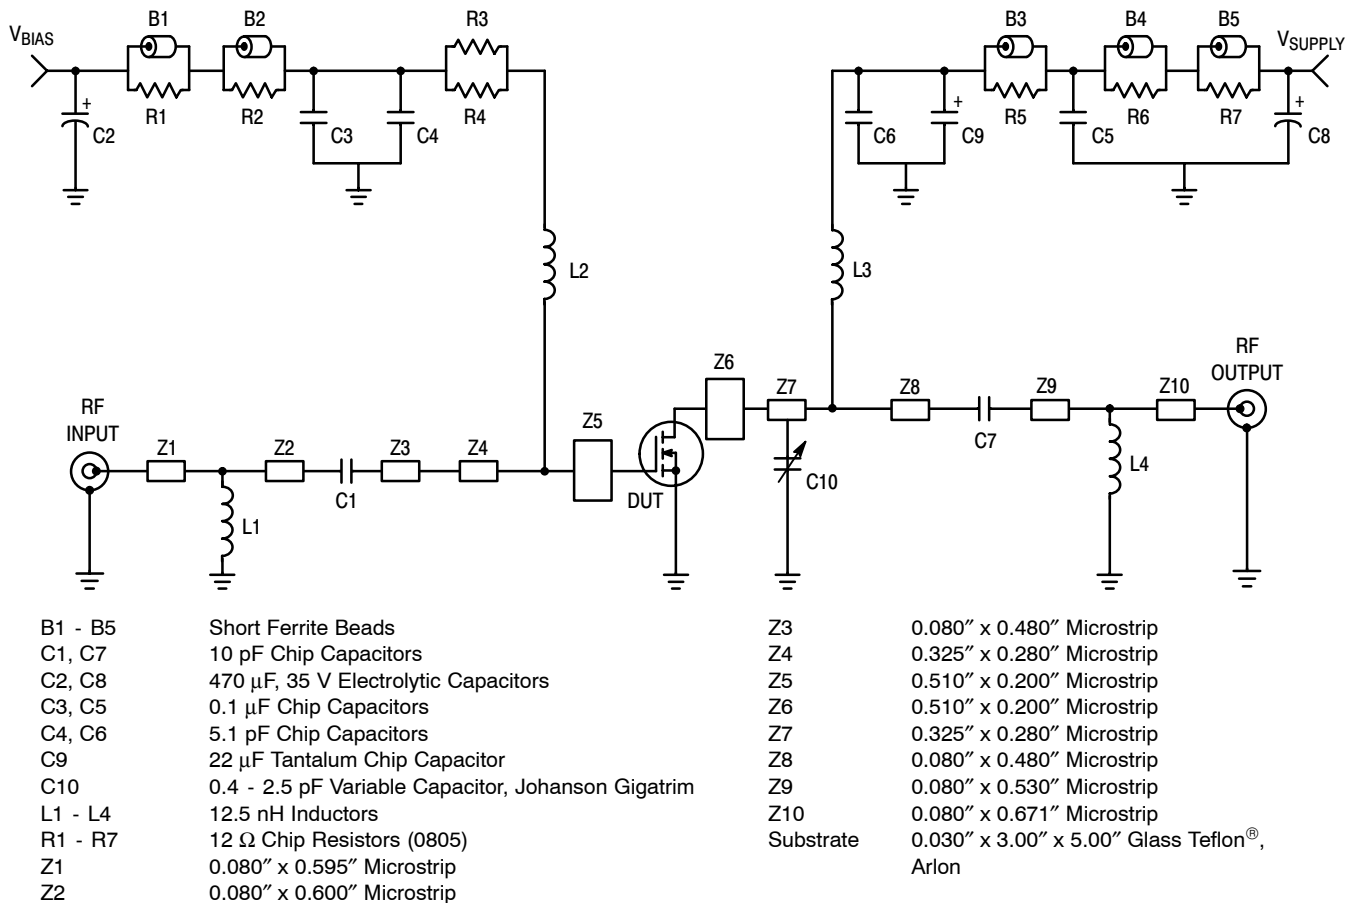 B1
B2
R3
B3
B4
B5
VBIAS
VSUPPLY
+
R1
R2
R4
R5
R6
R7
+
+
C2
C3
C4
C6
C9
C5
C8
L2
L3
Z6
RF
OUTPUT
Z7
Z8
Z9
Z10
RF
INPUT
Z5
Z1
Z2
Z3
Z4
C7
L4
C10
C1
DUT
L1
B1 - B5 Short Ferrite Beads
C1, C7 10 pF Chip Capacitors
C2, C8 470 μF, 35 V Electrolytic Capacitors
C3, C5 0.1 μF Chip Capacitors
C4, C6 5.1 pF Chip Capacitors
C9 22 μF Tantalum Chip Capacitor
C10 0.4 - 2.5 pF Variable Capacitor, Johanson Gigatrim
L1 - L4 12.5 nH Inductors
R1 - R7 12 Ω Chip Resistors (0805)
Z1 0.080″ x 0.595″ Microstrip
Z2 0.080″ x 0.600″ Microstrip
Z3 0.080″ x 0.480″ Microstrip
Z4 0.325″ x 0.280″ Microstrip
Z5 0.510″ x 0.200″ Microstrip
Z6 0.510″ x 0.200″ Microstrip
Z7 0.325″ x 0.280″ Microstrip
Z8 0.080″ x 0.480″ Microstrip
Z9 0.080″ x 0.530″ Microstrip
Z10 0.080″ x 0.671″ Microstrip
Substrate 0.030″ x 3.00″ x 5.00″ Glass Teflon®,
Arlon